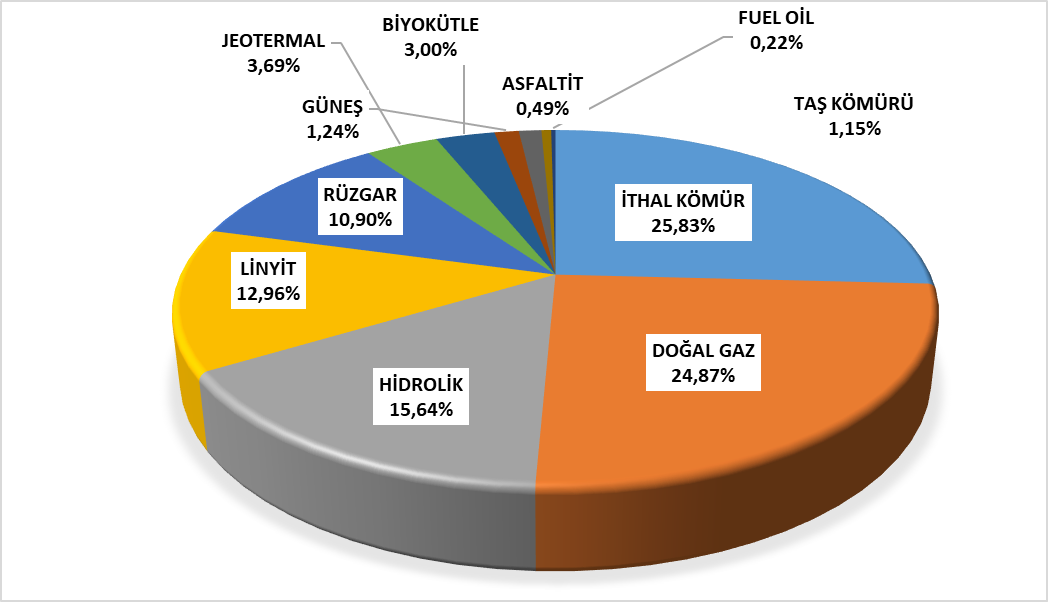 FUEL OİL
0,22%
BİYOKÜTLE
3,00%
JEOTERMAL
3,69%
ASFALTİT
0,49%
GÜNEŞ
1,24%
TAŞ KÖMÜRÜ
1,15%
RÜZGAR
10,90%
İTHAL KÖMÜR
25,83%
LİNYİT
12,96%
DOĞAL GAZ
24,87%
HİDROLİK
15,64%